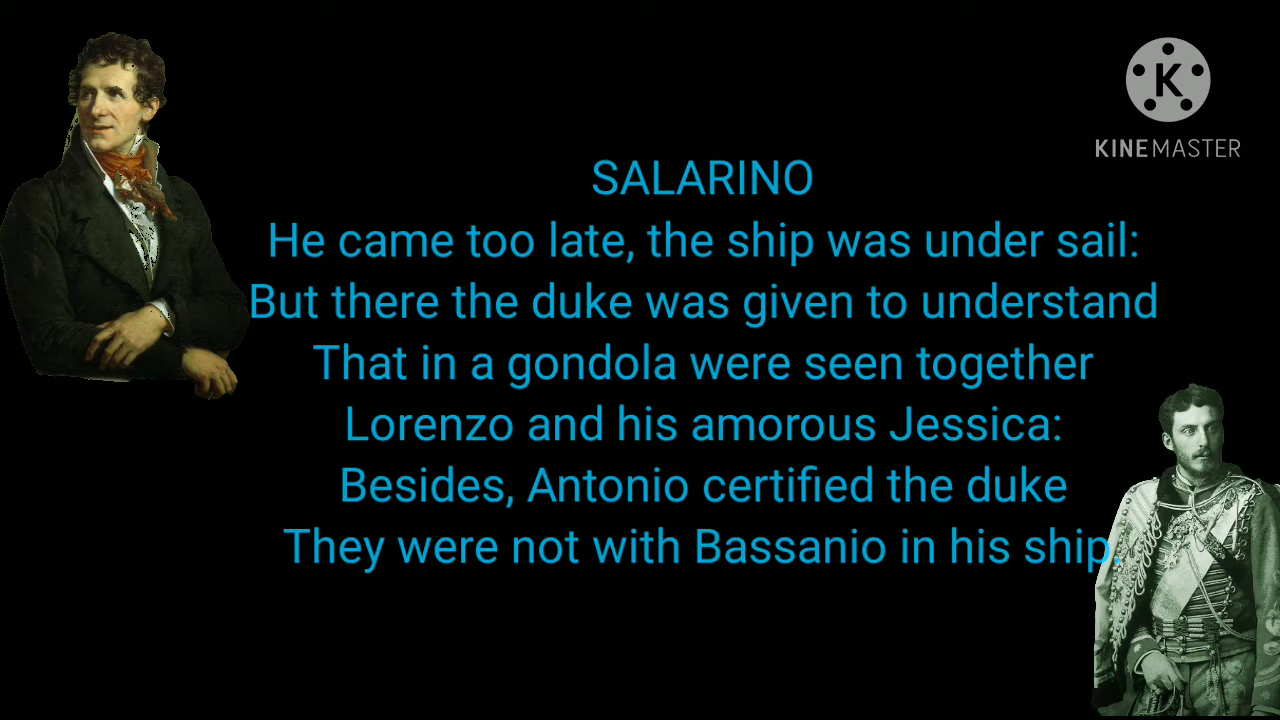 K
KINEMASTER
SALARINO
He came too late, the ship was under sail:
But there the duke was given to understand
That in a gondola were seen together
Lorenzo and his amorous Jessica:
Besides, Antonio certified the duke
They were not with Bassanio in his ship.